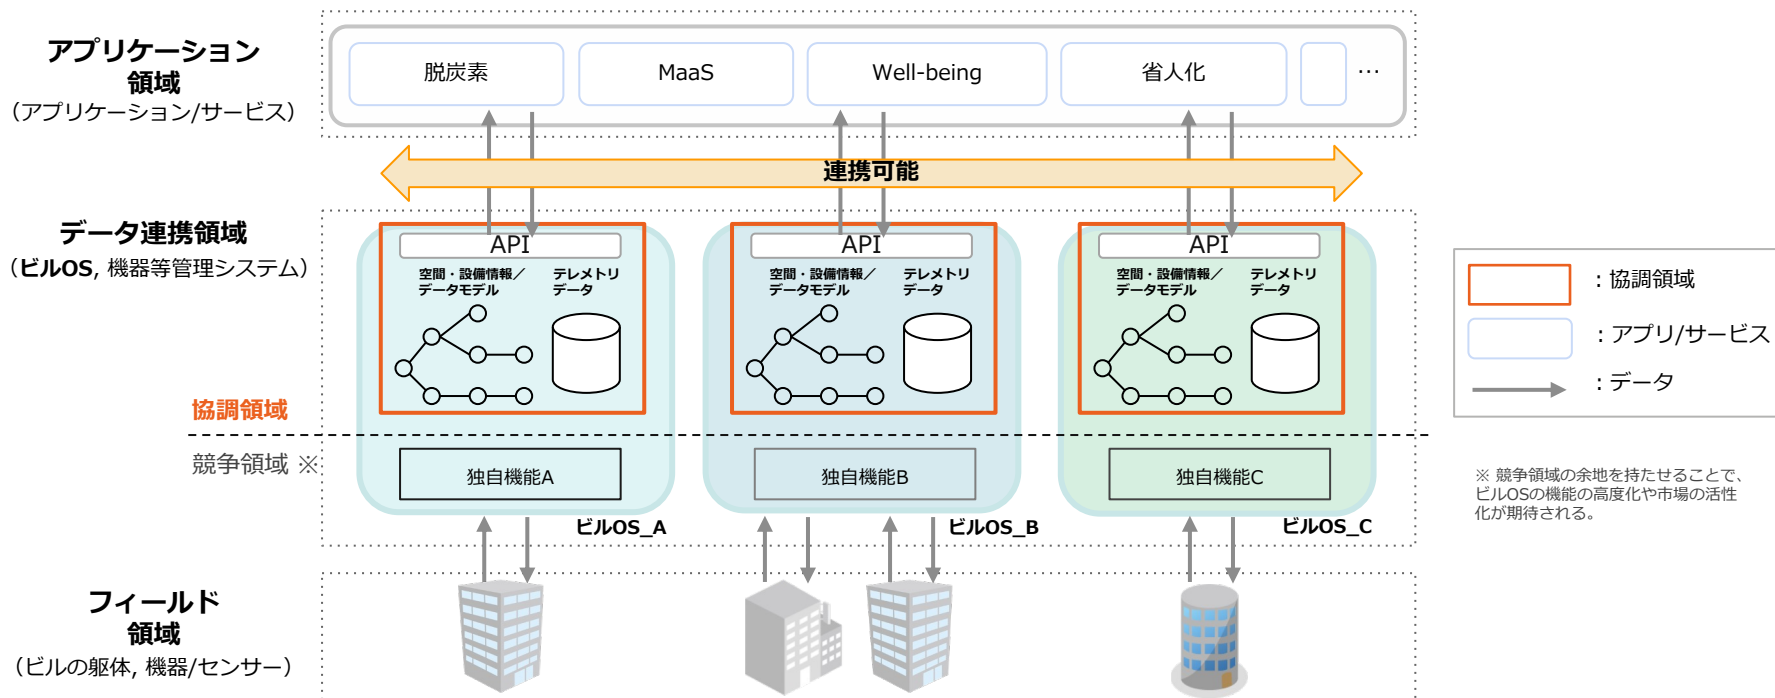 アプリケーション
領域
（アプリケーション/サービス）
脱炭素
MaaS
Well-being
省人化
…
連携可能
データ連携領域
（ビルOS, 機器等管理システム）
API
空間・設備情報／
データモデル
テレメトリ
データ
API
空間・設備情報／
データモデル
テレメトリ
データ
API
空間・設備情報／
データモデル
テレメトリ
データ
協調領域
競争領域 ※
独自機能A
独自機能B
独自機能C
ビルOS_A
ビルOS_B
ビルOS_C
フィールド
領域
（ビルの躯体, 機器/センサー）
：協調領域
：アプリ/サービス
：データ
※ 競争領域の余地を持たせることで、
ビルOSの機能の高度化や市場の活性
化が期待される。